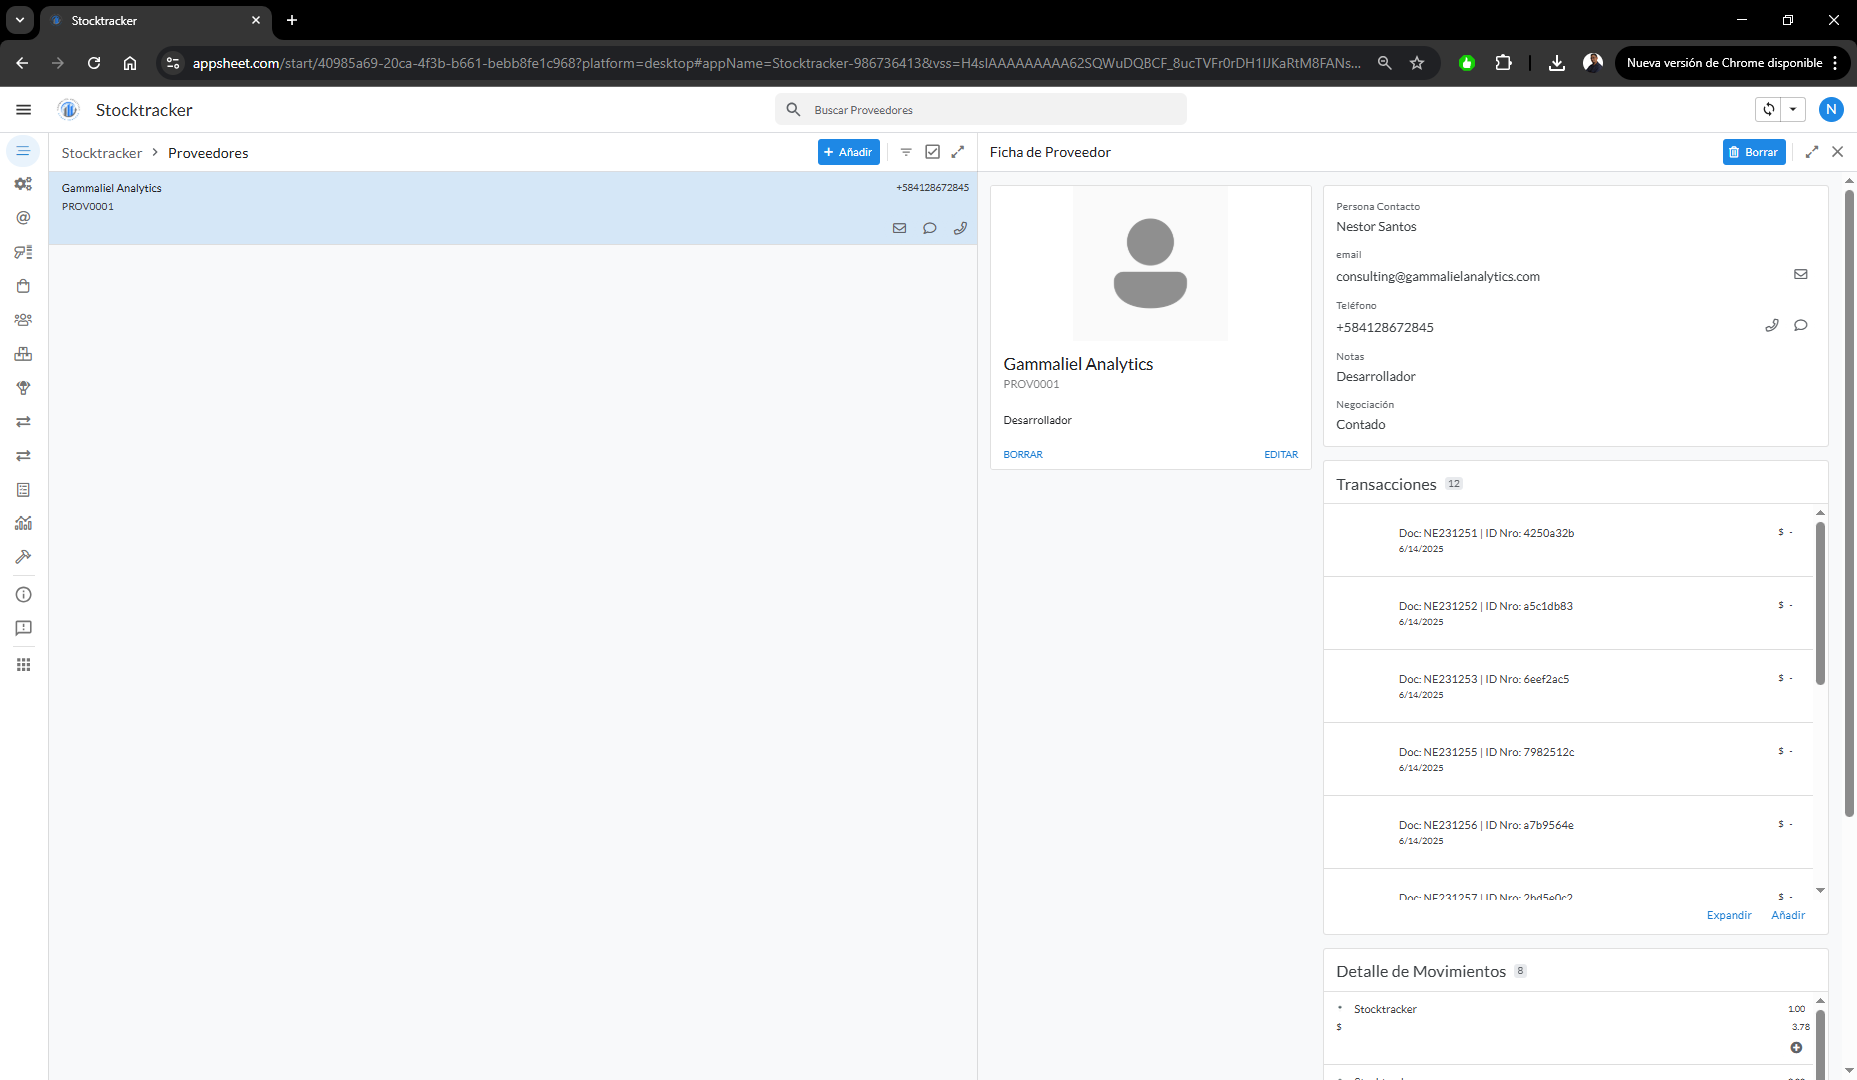 Stocktracker
appsheet.com/start/40985a69-20ca-4f3b-b661-bebb8fe1c968?platform=desktop#appName=Stocktracker-986736413&vss=H4sIAAAAAAAAA62SQWuDQBCF_8ucTVFr0rDH1IJKaRtM8FANs...
Nueva versión de Chrome disponible
Stocktracker
Buscar Proveedores
N
Stocktracker > Proveedores
+ Añadir
Gammaliel Analytics
+584128672845
PROV0001
Ficha de Proveedor
Borrar
Gammaliel Analytics
PROV0001
Desarrollador
BORRAR
EDITAR
Persona Contacto
Nestor Santos
email
consulting@gammalielanalytics.com
Teléfono
+584128672845
Notas
Desarrollador
Negociación
Contado
Transacciones 12
Doc: NE231251 | ID Nro: 4250a32b
$ -
6/14/2025
Doc: NE231252 | ID Nro: a5c1db83
$ -
6/14/2025
Doc: NE231253 | ID Nro: 6eef2ac5
$ -
6/14/2025
Doc: NE231255 | ID Nro: 7982512c
$ -
6/14/2025
Doc: NE231256 | ID Nro: a7b9564e
$ -
6/14/2025
Doc: NE231257 | ID Nro: 2bd5e0c2
$ -
Expandir
Añadir
Detalle de Movimientos 8
* Stocktracker
1.00
$
3.78